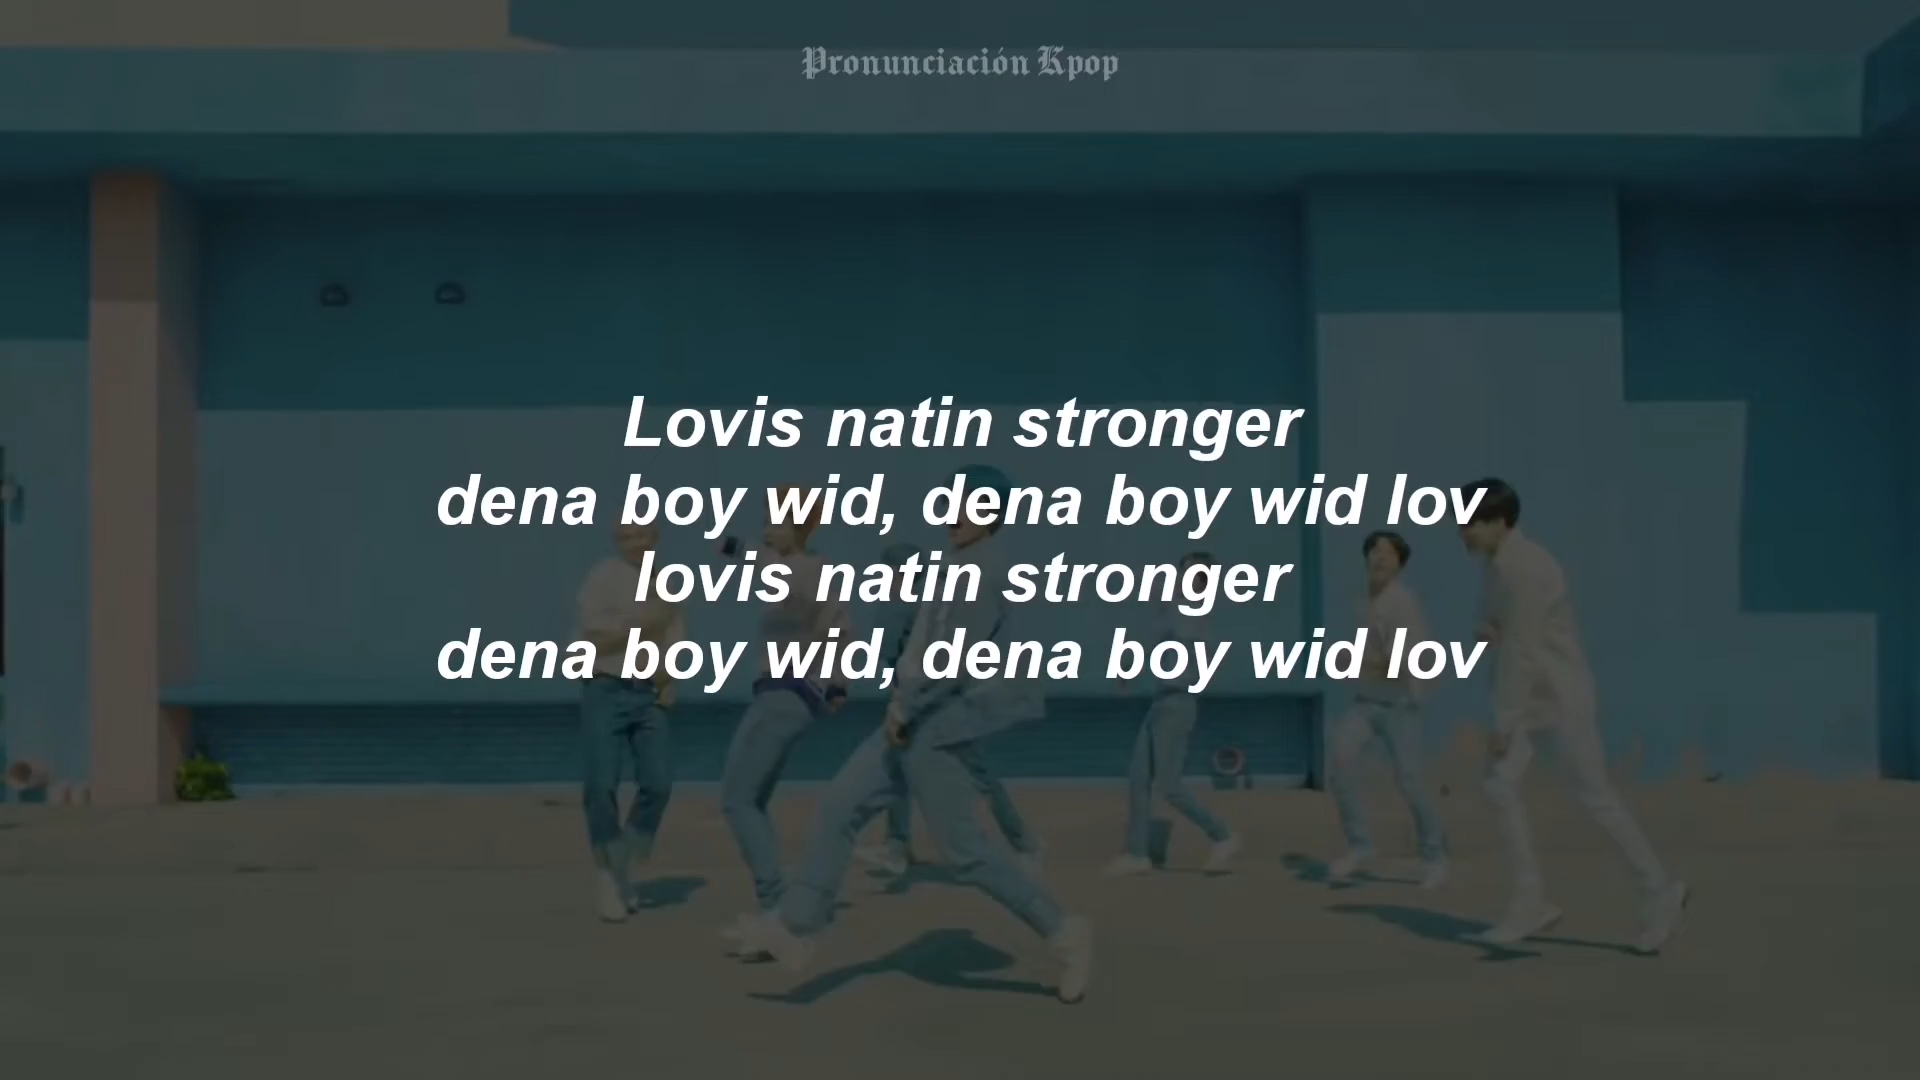 Pronunciación Kpop
Lovis natin stronger
dena boy wid, dena boy wid lov
lovis natin stronger
dena boy wid, dena boy wid lov